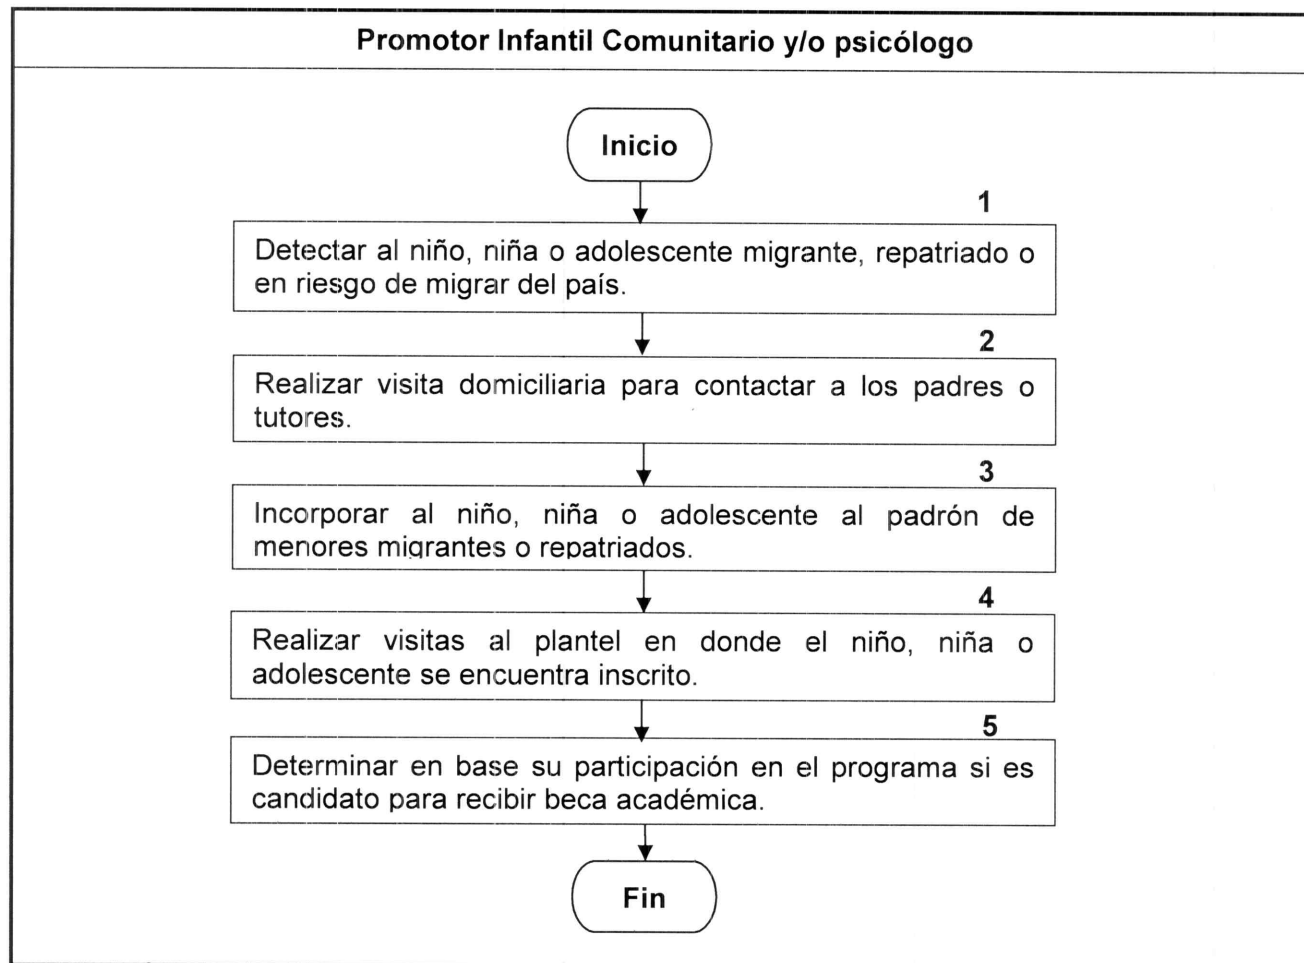 Promotor Infantil Comunitario y/o psicólogo
Inicio
1
Detectar al niño, niña o adolescente migrante, repatriado o
en riesgo de migrar del país.
2
Realizar visita domiciliaria para contactar a los padres o
tutores.
3
Incorporar al niño, niña o adolescente al padrón de
menores migrantes o repatriados.
4
Realizar visitas al plantel en donde el niño, niña o
adolescente se encuentra inscrito.
5
Determinar en base su participación en el programa si es
candidato para recibir beca académica.
Fin